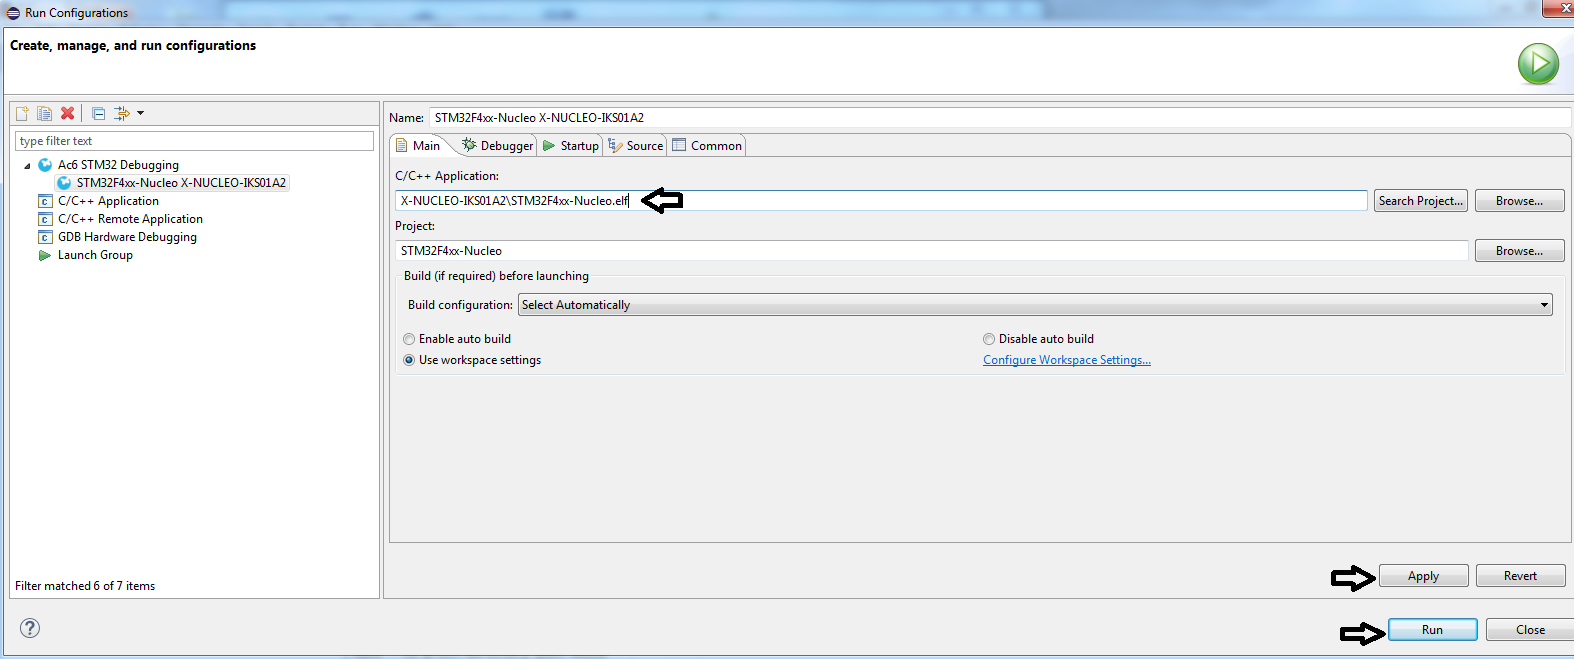 Run Configurations
Create, manage, and run configurations
type filter text
Ac6 STM32 Debugging
STM32F4xx-Nucleo X-NUCLEO-IKS01A2
C/C++ Application
C/C++ Remote Application
GDB Hardware Debugging
Launch Group
Filter matched 6 of 7 items
Name: STM32F4xx-Nucleo X-NUCLEO-IKS01A2
Main Debugger Startup Source Common
C/C++ Application:
X-NUCLEO-IKS01A2\STM32F4xx-Nucleo.elf Search Project... Browse...
Project:
STM32F4xx-Nucleo Browse...
Build (if required) before launching
Build configuration: Select Automatically
Enable auto build Disable auto build
Use workspace settings Configure Workspace Settings...
Apply Revert
? Run Close